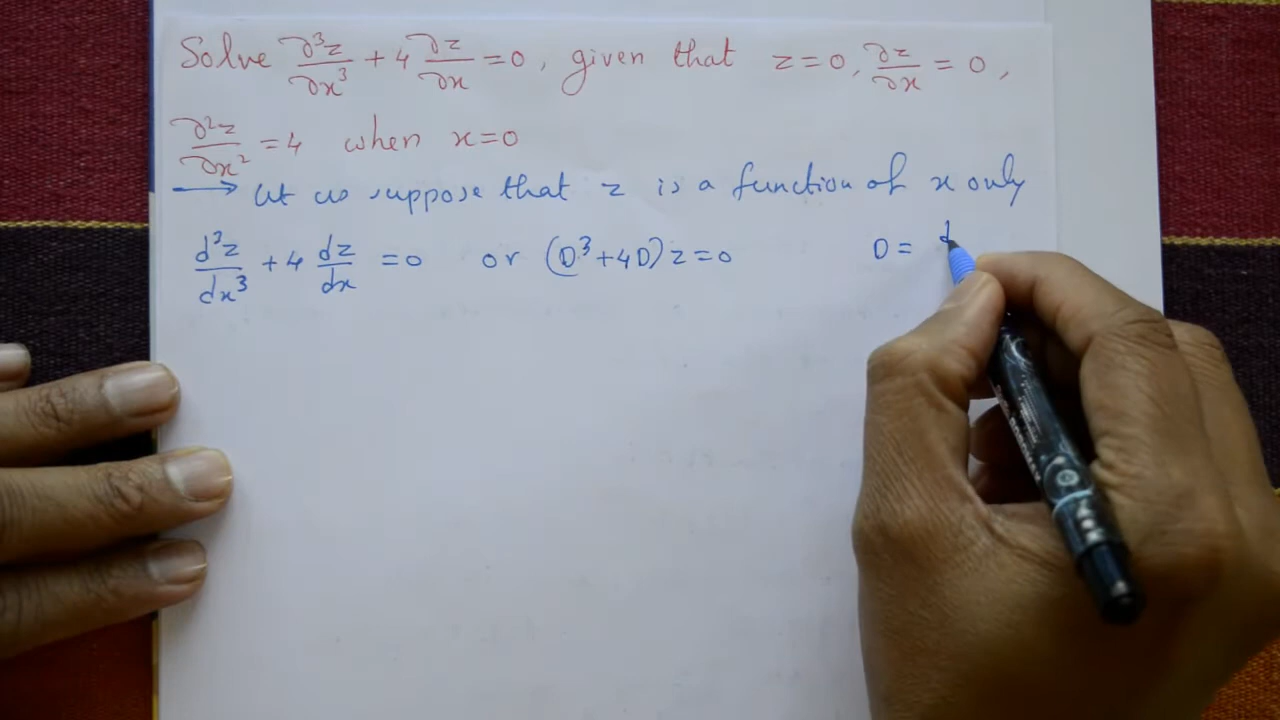 Solve ∂³z/∂x³ + 4 ∂z/∂x = 0, given that z=0, ∂z/∂x = 0,
∂²z/∂x² = 4 when x=0
→ let us suppose that z is a function of x only
d³z/dx³ + 4 dz/dx = 0 or (D³+4D)z=0 D = d